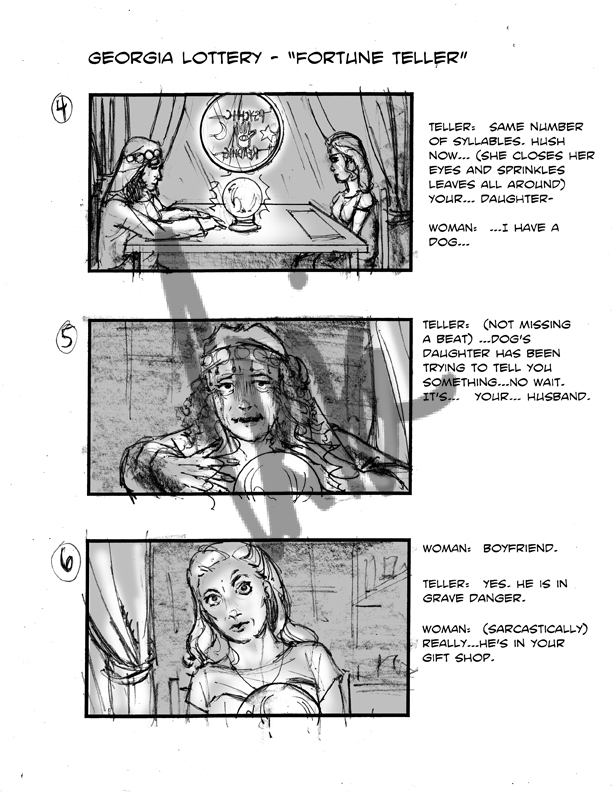 GEORGIA LOTTERY - "FORTUNE TELLER"
4
PSYCHIC
READING
TELLER: SAME NUMBER
OF SYLLABLES. HUSH
NOW... (SHE CLOSES HER
EYES AND SPRINKLES
LEAVES ALL AROUND)
YOUR... DAUGHTER-
WOMAN: ...I HAVE A
DOG...
5
TELLER: (NOT MISSING
A BEAT) ...DOG'S
DAUGHTER HAS BEEN
TRYING TO TELL YOU
SOMETHING...NO WAIT.
IT'S... YOUR... HUSBAND.
6
WOMAN: BOYFRIEND.
TELLER: YES. HE IS IN
GRAVE DANGER.
WOMAN: (SARCASTICALLY)
REALLY...HE'S IN YOUR
GIFT SHOP.